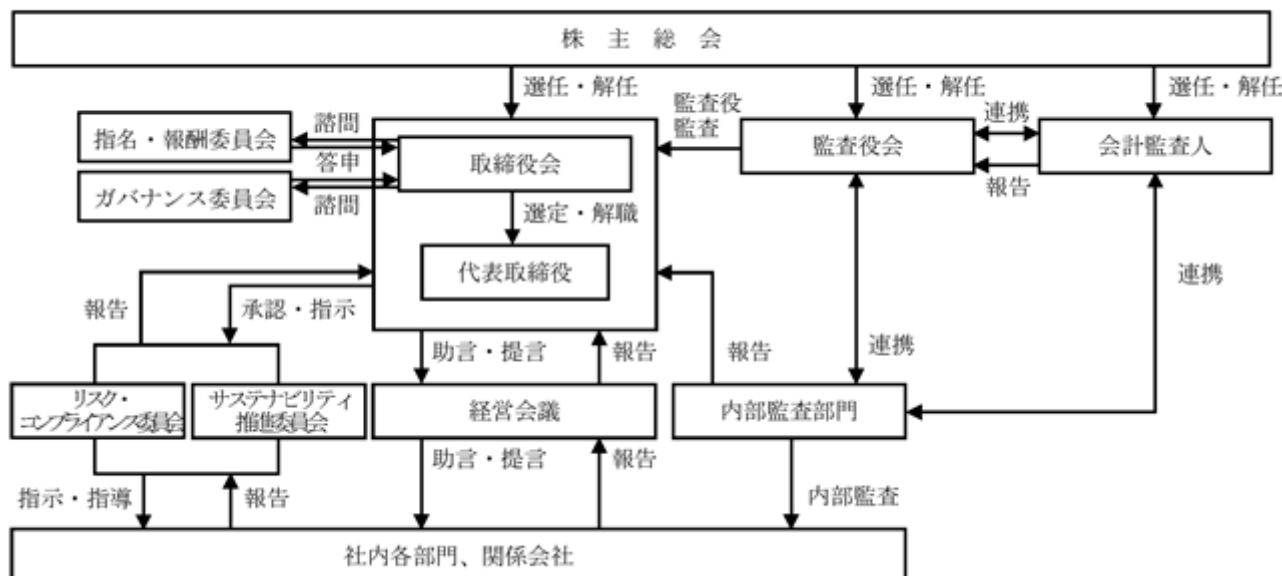 株 主 総 会
選任・解任
選任・解任
選任・解任
指名・報酬委員会
諮問
答申
ガバナンス委員会
諮問
取締役会
選定・解職
代表取締役
監査役
監査
監査役会
連携
報告
会計監査人
報告
承認・指示
助言・提言
報告
報告
連携
連携
リスク・
コンプライアンス委員会
サステナビリティ
推進委員会
経営会議
内部監査部門
指示・指導
報告
助言・提言
報告
内部監査
社内各部門、関係会社